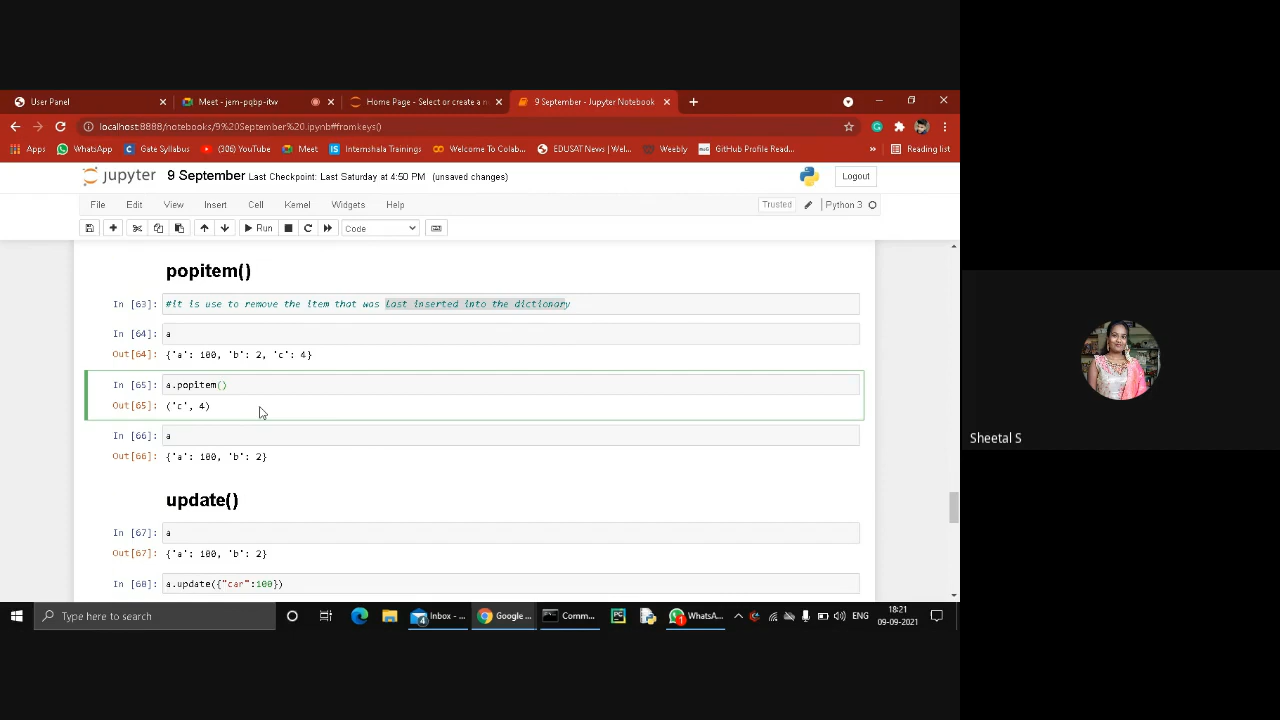 User Panel
Meet - jem-pqbp-itw
Home Page - Select or create a n
9 September - Jupyter Notebook
localhost:8888/notebooks/9%20September%20.ipynb#fromkeys()
Apps
WhatsApp
Gate Syllabus
(306) YouTube
Meet
Internshala Trainings
Welcome To Colab...
EDUSAT News | Wel...
Weebly
GitHub Profile Read...
»
Reading list
jupyter
9 September Last Checkpoint: Last Saturday at 4:50 PM (unsaved changes)
Logout
File Edit View Insert Cell Kernel Widgets Help
Trusted
Python 3
Run
Code
popitem()
In [63]: #it is use to remove the item that was last inserted into the dictionary
In [64]: a
Out[64]: {'a': 100, 'b': 2, 'c': 4}
In [65]: a.popitem()
Out[65]: ('c', 4)
In [66]: a
Out[66]: {'a': 100, 'b': 2}
update()
In [67]: a
Out[67]: {'a': 100, 'b': 2}
In [68]: a.update({"car":100})
Sheetal S
Type here to search
Inbox - ...
4
Google ...
Comm...
WhatsA...
1
ENG
18:21
09-09-2021